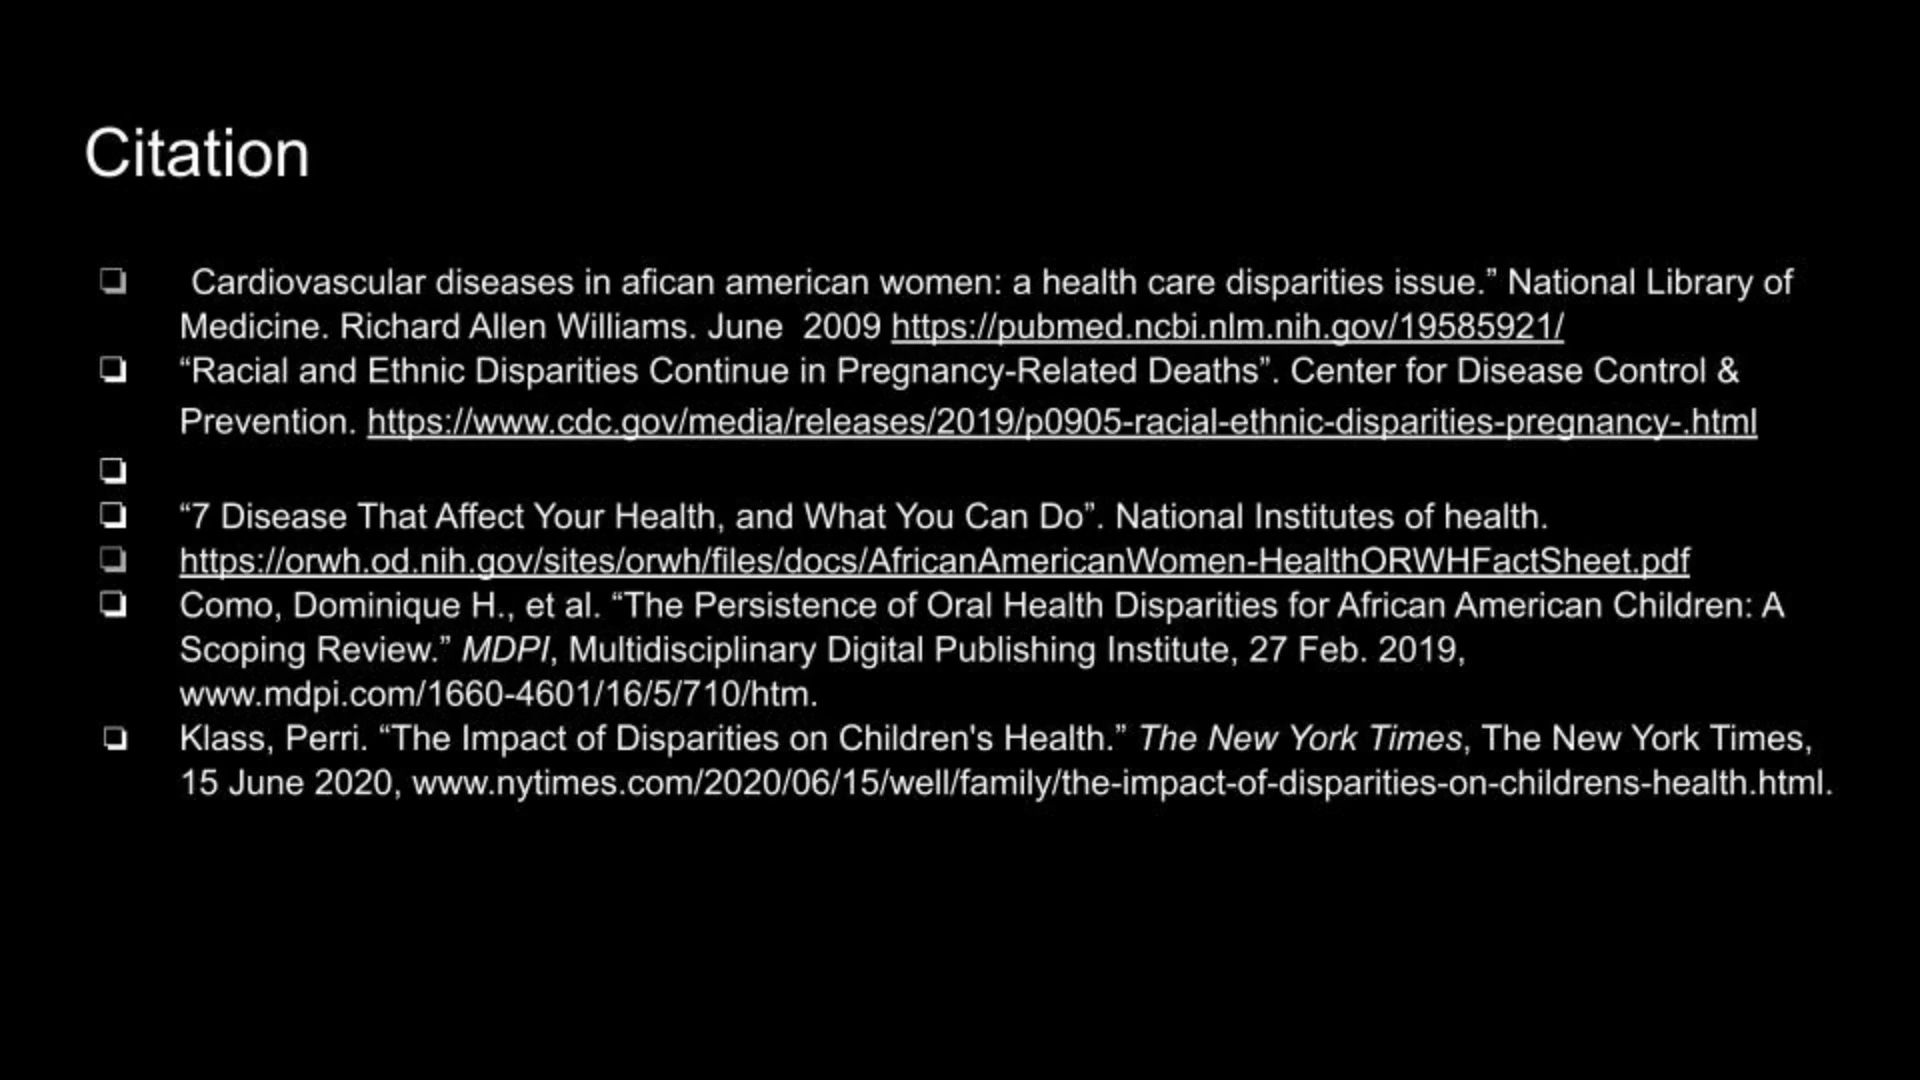 Citation
❏ Cardiovascular diseases in afican american women: a health care disparities issue.” National Library of
Medicine. Richard Allen Williams. June  2009 https://pubmed.ncbi.nlm.nih.gov/19585921/
❏ “Racial and Ethnic Disparities Continue in Pregnancy-Related Deaths”. Center for Disease Control &
Prevention. https://www.cdc.gov/media/releases/2019/p0905-racial-ethnic-disparities-pregnancy-.html
❏
❏ “7 Disease That Affect Your Health, and What You Can Do”. National Institutes of health.
❏ https://orwh.od.nih.gov/sites/orwh/files/docs/AfricanAmericanWomen-HealthORWHFactSheet.pdf
❏ Como, Dominique H., et al. “The Persistence of Oral Health Disparities for African American Children: A
Scoping Review.” MDPI, Multidisciplinary Digital Publishing Institute, 27 Feb. 2019,
www.mdpi.com/1660-4601/16/5/710/htm.
❏ Klass, Perri. “The Impact of Disparities on Children's Health.” The New York Times, The New York Times,
15 June 2020, www.nytimes.com/2020/06/15/well/family/the-impact-of-disparities-on-childrens-health.html.